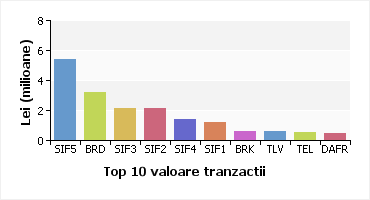 Lei (milioane)
8
6
4
2
0
SIF5 BRD SIF3 SIF2 SIF4 SIF1 BRK TLV TEL DAFR
Top 10 valoare tranzactii